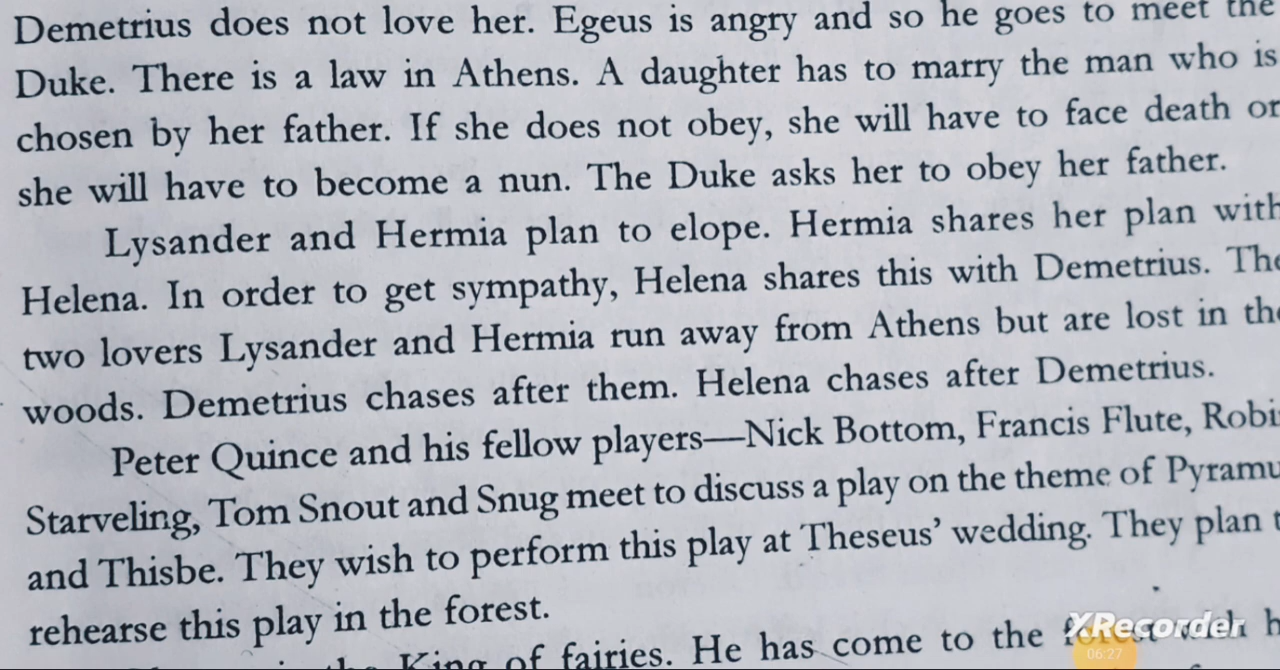 Demetrius does not love her. Egeus is angry and so he goes to meet the
Duke. There is a law in Athens. A daughter has to marry the man who is
chosen by her father. If she does not obey, she will have to face death or
she will have to become a nun. The Duke asks her to obey her father.
Lysander and Hermia plan to elope. Hermia shares her plan with
Helena. In order to get sympathy, Helena shares this with Demetrius. The
two lovers Lysander and Hermia run away from Athens but are lost in the
woods. Demetrius chases after them. Helena chases after Demetrius.
Peter Quince and his fellow players—Nick Bottom, Francis Flute, Robi
Starveling, Tom Snout and Snug meet to discuss a play on the theme of Pyramu
and Thisbe. They wish to perform this play at Theseus' wedding. They plan t
rehearse this play in the forest.
King of fairies. He has come to the
XRecorder
06:27